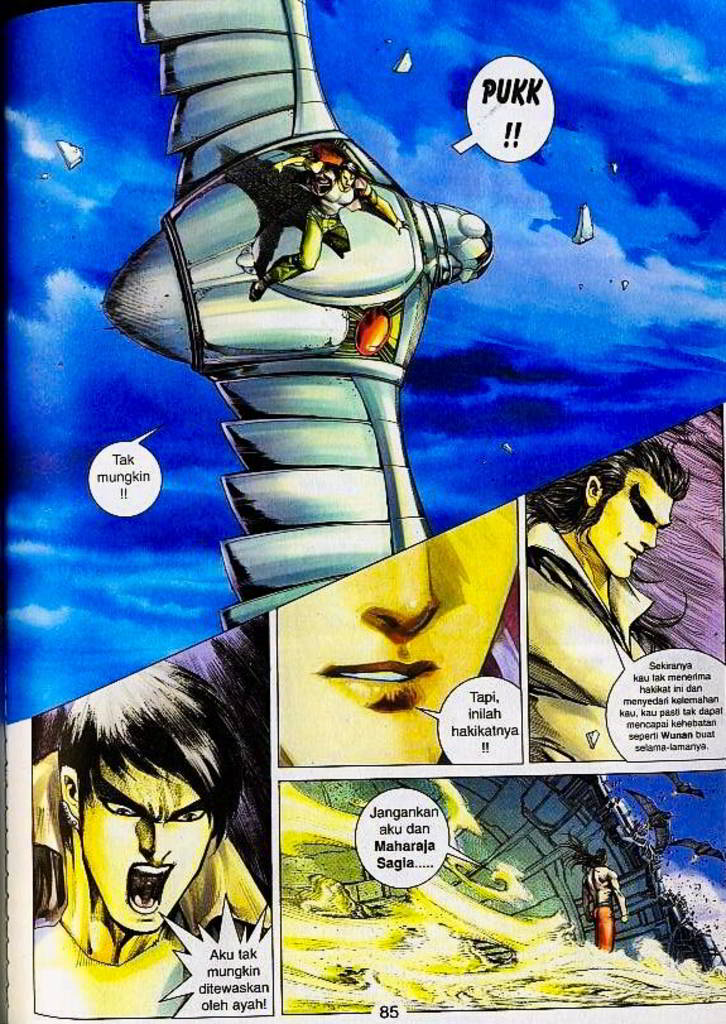 PUKK
!!
Tak
mungkin
!!
Aku tak
mungkin
ditewaskan
oleh ayah!
Tapi,
inilah
hakikatnya
!!
Sekiranya
kau tak menerima
hakikat ini dan
menyedari kelemahan
kau, kau pasti tak dapat
mencapai kehebatan
seperti Wunan buat
selama-lamanya.
Jangankan
aku dan
Maharaja
Sagla.....
85